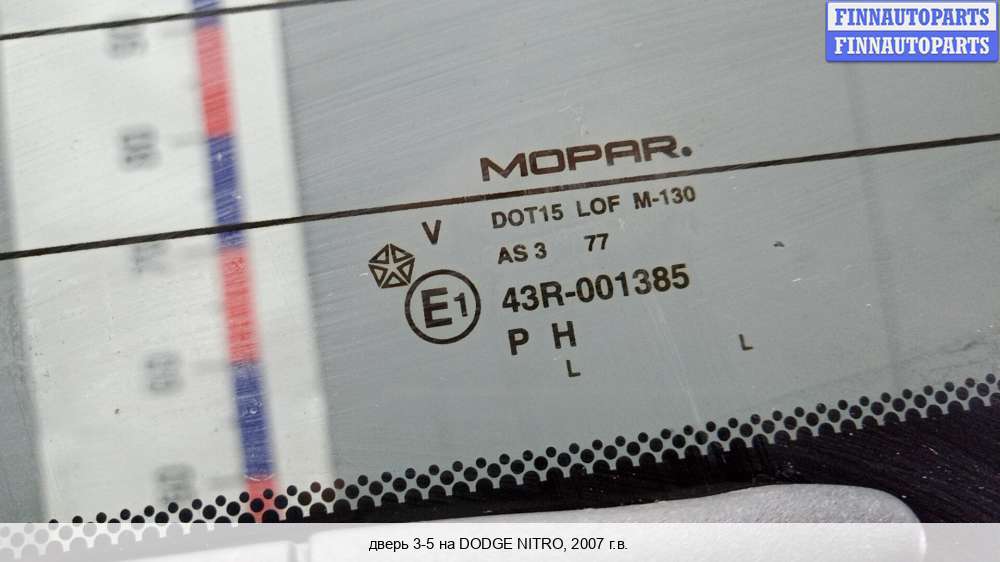 FINNAUTOPARTS
FINNAUTOPARTS
MOPAR.
V DOT15 LOF M-130
AS 3 77
E1 43R-001385
P H
L L
дверь 3-5 на DODGE NITRO, 2007 г.в.